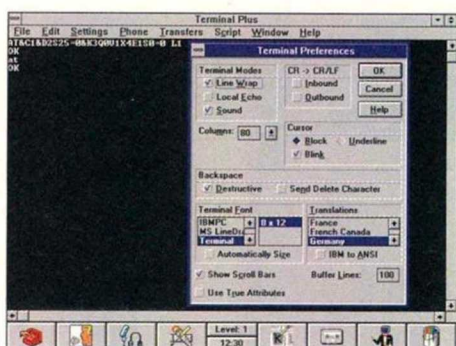 Terminal Plus
File Edit Settings Phone Transfers Script Window Help
OK
at
OK
Terminal Preferences
Terminal Modes
Line Wrap
Local Echo
Sound
CR -> CR/LF
Inbound
Outbound
OK
Cancel
Help
Columns: 80
Cursor
Block Underline
Blink
Backspace
Destructive Send Delete Character
Terminal Font
IBMPC
MS LineDra
Terminal
8 x 12
Automatically Size
Translations
France
French Canada
Germany
IBM to ANSI
Show Scroll Bars Buffer Lines: 100
Use True Attributes
Level: 1
12:30